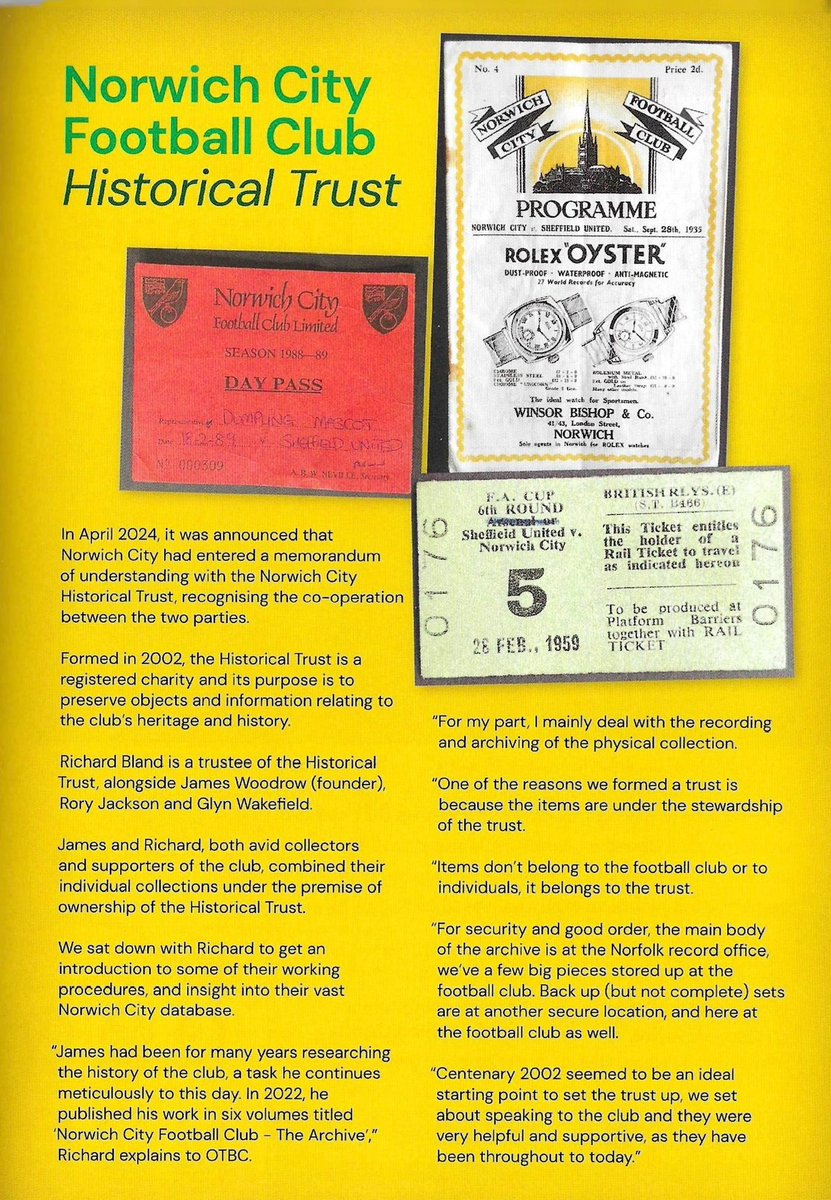 Norwich City
Football Club
Historical Trust
No. 4
Price 2d.
NORWICH
CITY
FOOTBALL
CLUB
PROGRAMME
NORWICH CITY v. SHEFFIELD UNITED. Sat., Sept. 28th, 1935
ROLEX "OYSTER"
DUST-PROOF - WATERPROOF - ANTI-MAGNETIC
27 World Records for Accuracy
CHROME
STAINLESS STEEL
9ct. GOLD
CHROME "UNICORN"
ROLESIUM METAL
The ideal watch for Sportsmen.
WINSOR BISHOP & Co.
41/43, London Street,
NORWICH
Sole agents in Norwich for ROLEX watches
Norwich City
Football Club Limited
SEASON 1988—89
DAY PASS
Representative of DUMPLING MASCOT
Date 18-2-89 v. SHEFFIELD UNITED
No 000309
A. R. W. NEVILLE, Secretary
0176
F.A. CUP
6th ROUND
Arsenal or
Sheffield United v.
Norwich City
5
28 FEB., 1959
BRITISH RLYS. (E)
(S.T. B466)
This Ticket entitles
the holder of a
Rail Ticket to travel
as indicated hereon
To be produced at
Platform Barriers
together with RAIL
TICKET
0176
In April 2024, it was announced that
Norwich City had entered a memorandum
of understanding with the Norwich City
Historical Trust, recognising the co-operation
between the two parties.
Formed in 2002, the Historical Trust is a
registered charity and its purpose is to
preserve objects and information relating to
the club's heritage and history.
Richard Bland is a trustee of the Historical
Trust, alongside James Woodrow (founder),
Rory Jackson and Glyn Wakefield.
James and Richard, both avid collectors
and supporters of the club, combined their
individual collections under the premise of
ownership of the Historical Trust.
We sat down with Richard to get an
introduction to some of their working
procedures, and insight into their vast
Norwich City database.
"James had been for many years researching
the history of the club, a task he continues
meticulously to this day. In 2022, he
published his work in six volumes titled
'Norwich City Football Club - The Archive',"
Richard explains to OTBC.
"For my part, I mainly deal with the recording
and archiving of the physical collection.
"One of the reasons we formed a trust is
because the items are under the stewardship
of the trust.
"Items don't belong to the football club or to
individuals, it belongs to the trust.
"For security and good order, the main body
of the archive is at the Norfolk record office,
we've a few big pieces stored up at the
football club. Back up (but not complete) sets
are at another secure location, and here at
the football club as well.
"Centenary 2002 seemed to be an ideal
starting point to set the trust up, we set
about speaking to the club and they were
very helpful and supportive, as they have
been throughout to today."